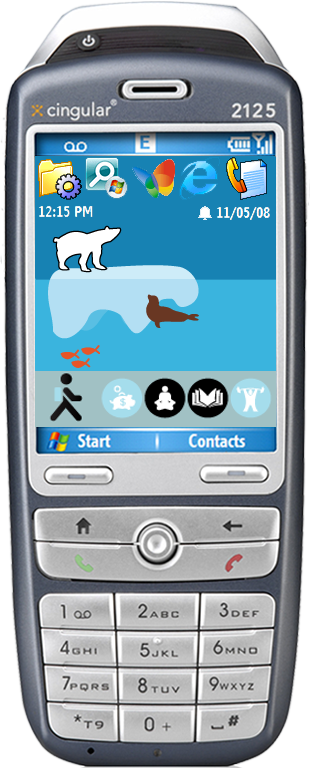 cingular®
2125
E
12:15 PM
11/05/08
Start
Contacts
1
2ABC
3DEF
4GHI
5JKL
6MNO
7PQRS
8TUV
9WXYZ
*T9
0 +
#